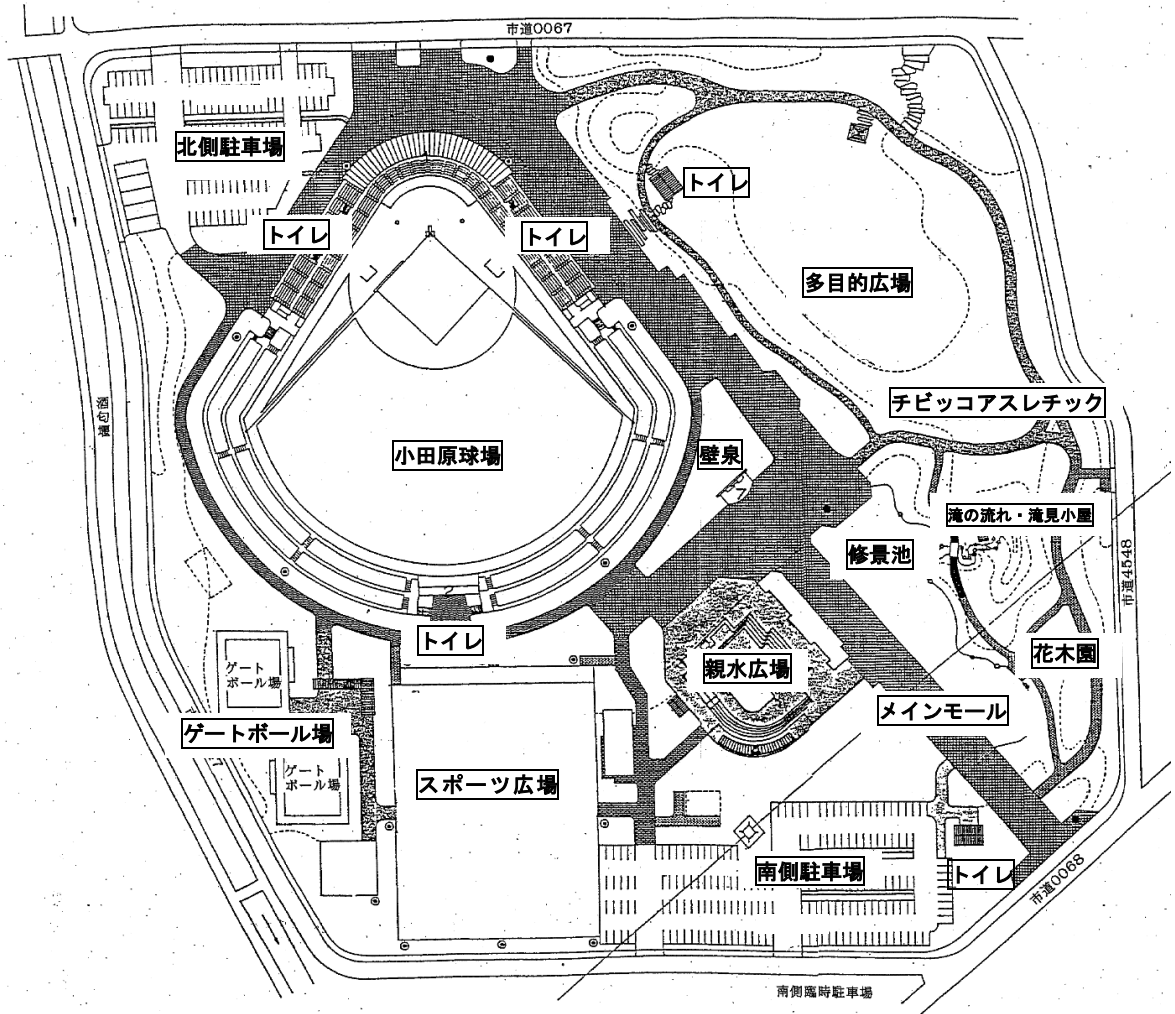 市道0067
北側駐車場
トイレ
トイレ
トイレ
多目的広場
チビッコアスレチック
小田原球場
壁泉
滝の流れ・滝見小屋
修景池
市道4548
トイレ
親水広場
花木園
ゲート
ボール場
ゲートボール場
メインモール
ゲート
ボール場
スポーツ広場
南側駐車場
トイレ
市道0068
南側臨時駐車場